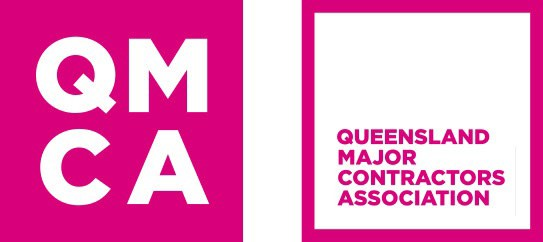 QM
CA
QUEENSLAND
MAJOR
CONTRACTORS
ASSOCIATION